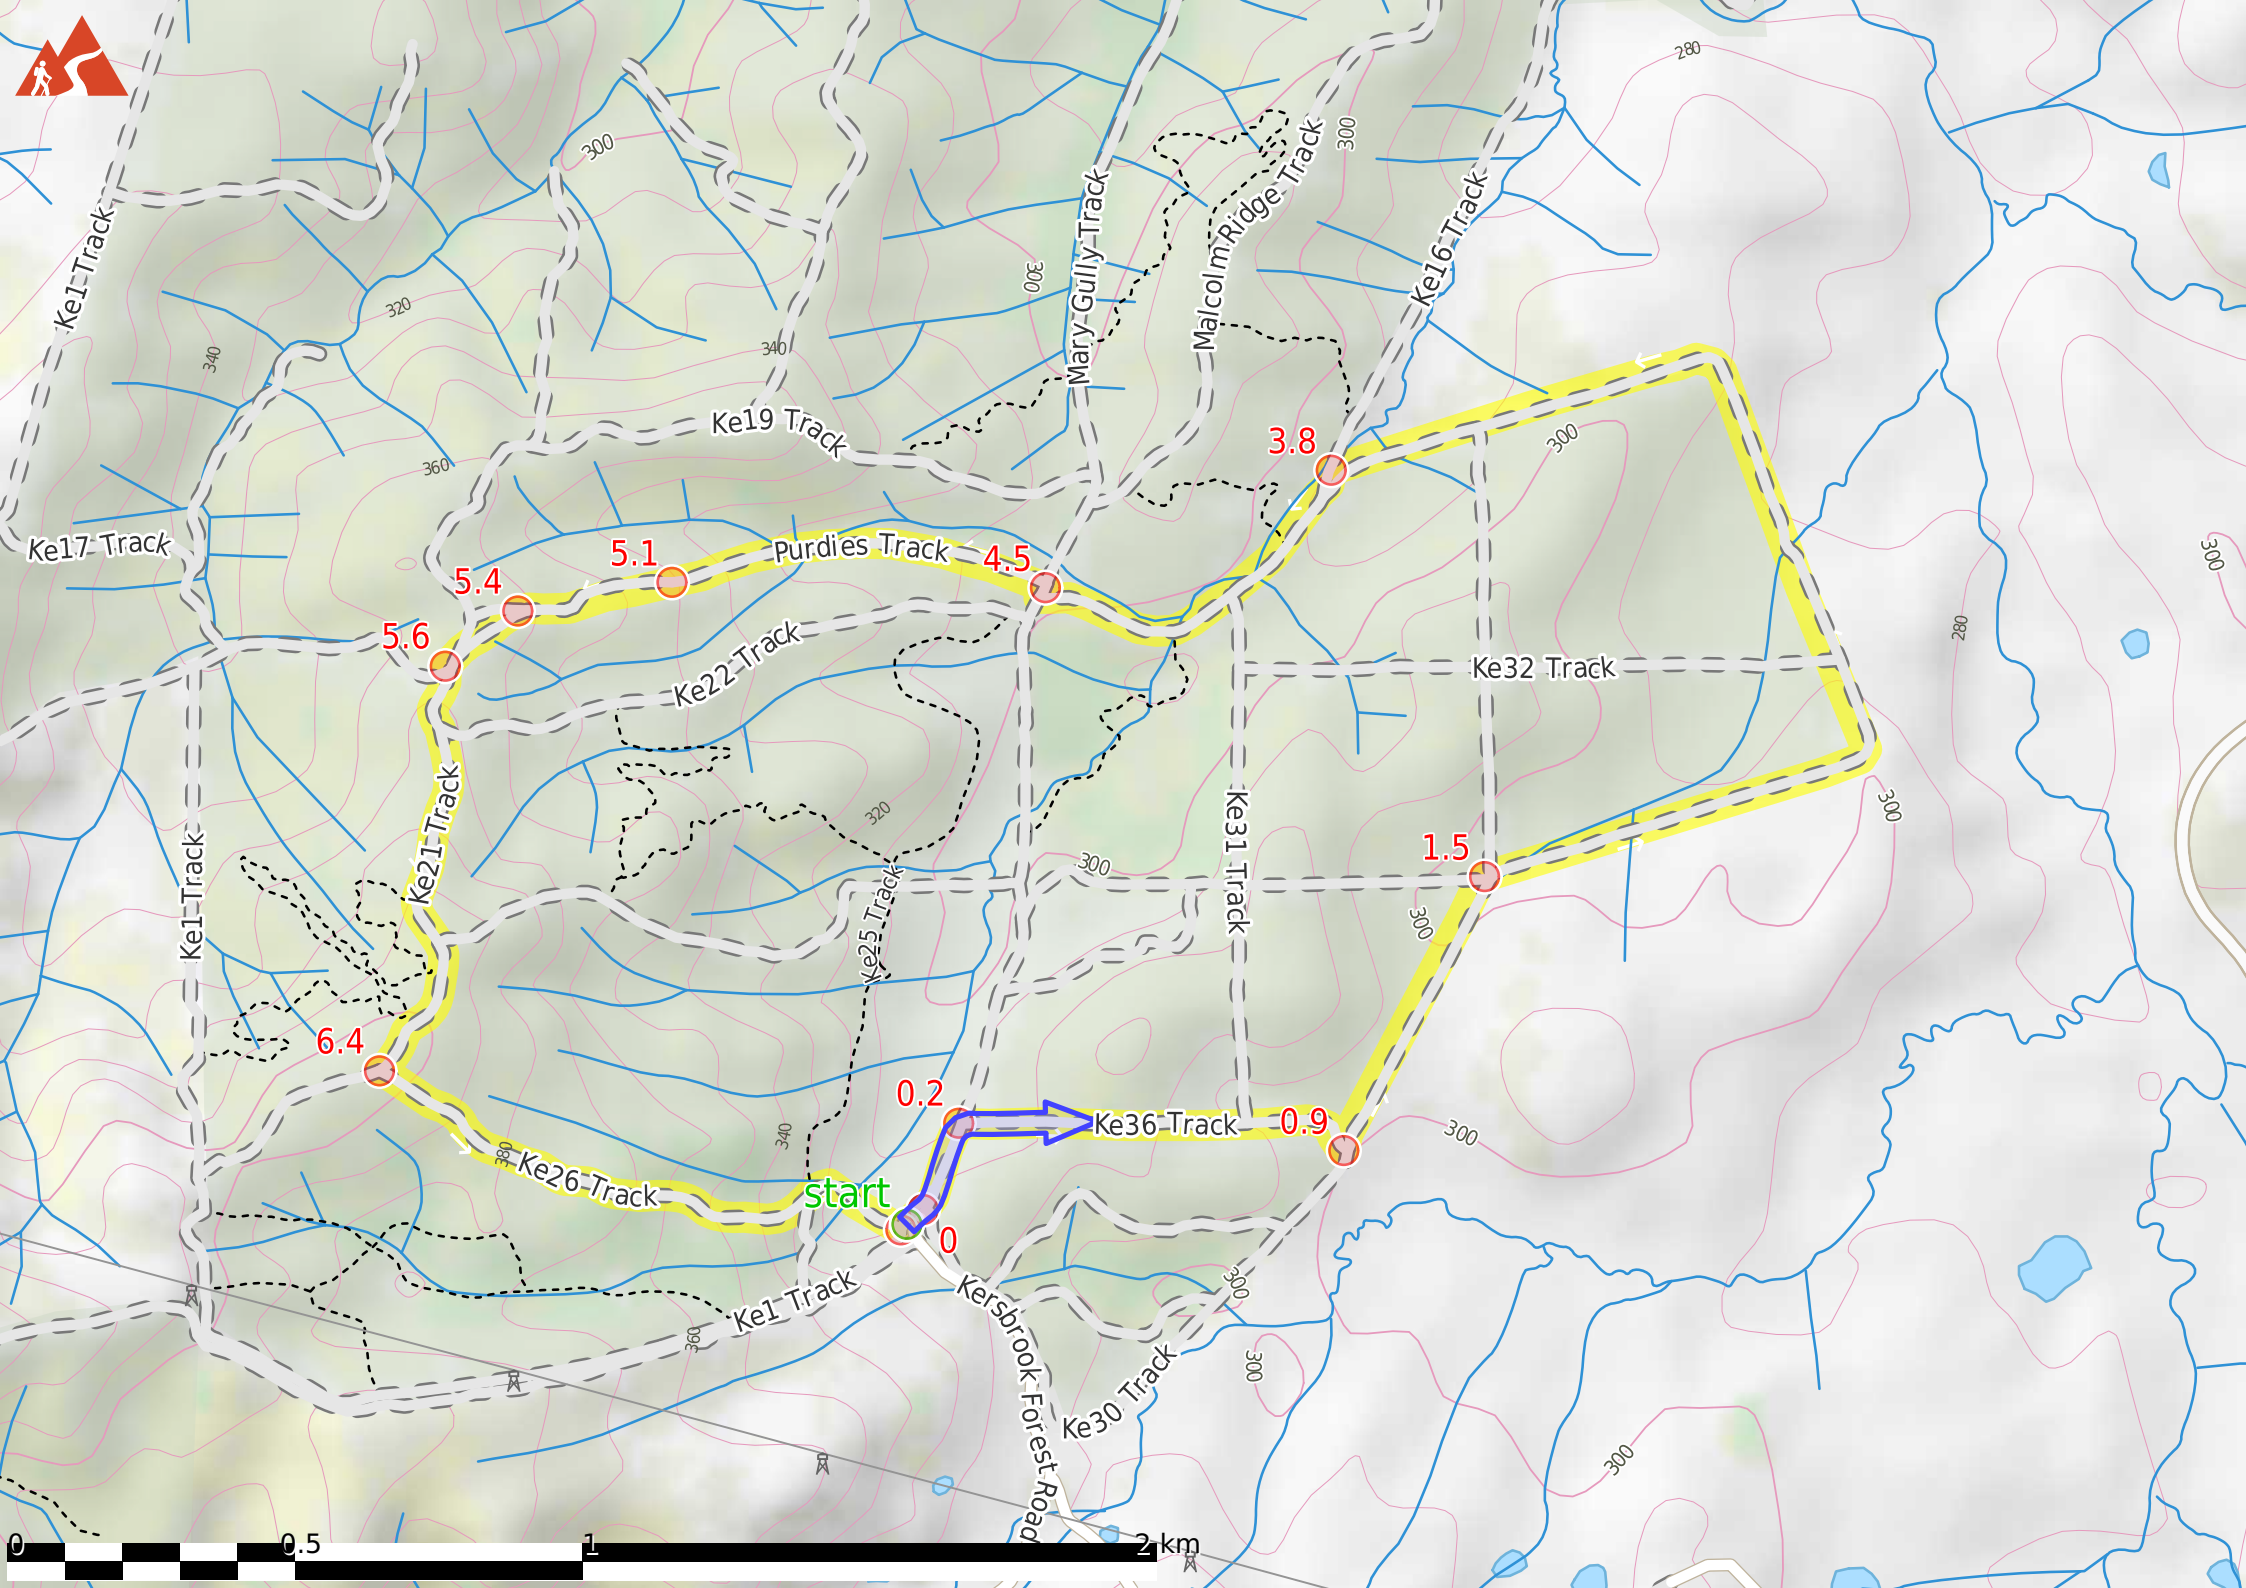 280
300
300
Ke1 Track
Mary Gully Track
Malcolm Ridge Track
Ke16 Track
300
320
340
340
Ke19 Track
3.8
300
360
Ke17 Track
5.1
Purdies Track
4.5
300
5.4
5.6
Ke22 Track
280
Ke32 Track
Ke21 Track
320
Ke31 Track
300
1.5
300
Ke1 Track
Ke25 Track
300
6.4
0.2
Ke36 Track
0.9
340
300
380
Ke26 Track
start
0
Ke1 Track
Kersbrook Forest Road
300
360
300
Ke30 Track
300
0
0.5
1
2 km